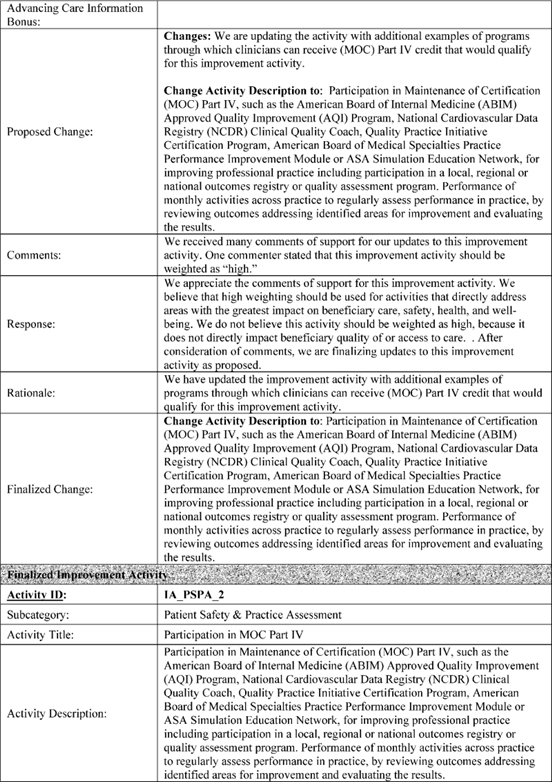 Advancing Care Information
Bonus:
Changes: We are updating the activity with additional examples of programs
through which clinicians can receive (MOC) Part IV credit that would qualify
for this improvement activity.
Proposed Change:
Change Activity Description to: Participation in Maintenance of Certification
(MOC) Part IV, such as the American Board of Internal Medicine (ABIM)
Approved Quality Improvement (AQI) Program, National Cardiovascular Data
Registry (NCDR) Clinical Quality Coach, Quality Practice Initiative
Certification Program, American Board of Medical Specialties Practice
Performance Improvement Module or ASA Simulation Education Network, for
improving professional practice including participation in a local, regional or
national outcomes registry or quality assessment program. Performance of
monthly activities across practice to regularly assess performance in practice, by
reviewing outcomes addressing identified areas for improvement and evaluating
the results.
Comments:
We received many comments of support for our updates to this improvement
activity. One commenter stated that this improvement activity should be
weighted as “high.”
Response:
We appreciate the comments of support for this improvement activity. We
believe that high weighting should be used for activities that directly address
areas with the greatest impact on beneficiary care, safety, health, and well-
being. We do not believe this activity should be weighted as high, because it
does not directly impact beneficiary quality of or access to care. . After
consideration of comments, we are finalizing updates to this improvement
activity as proposed.
Rationale:
We have updated the improvement activity with additional examples of
programs through which clinicians can receive (MOC) Part IV credit that would
qualify for this improvement activity.
Finalized Change:
Change Activity Description to: Participation in Maintenance of Certification
(MOC) Part IV, such as the American Board of Internal Medicine (ABIM)
Approved Quality Improvement (AQI) Program, National Cardiovascular Data
Registry (NCDR) Clinical Quality Coach, Quality Practice Initiative
Certification Program, American Board of Medical Specialties Practice
Performance Improvement Module or ASA Simulation Education Network, for
improving professional practice including participation in a local, regional or
national outcomes registry or quality assessment program. Performance of
monthly activities across practice to regularly assess performance in practice, by
reviewing outcomes addressing identified areas for improvement and evaluating
the results.
Finalized Improvement Activity
Activity ID: IA_PSPA_2
Subcategory: Patient Safety & Practice Assessment
Activity Title: Participation in MOC Part IV
Activity Description:
Participation in Maintenance of Certification (MOC) Part IV, such as the
American Board of Internal Medicine (ABIM) Approved Quality Improvement
(AQI) Program, National Cardiovascular Data Registry (NCDR) Clinical
Quality Coach, Quality Practice Initiative Certification Program, American
Board of Medical Specialties Practice Performance Improvement Module or
ASA Simulation Education Network, for improving professional practice
including participation in a local, regional or national outcomes registry or
quality assessment program. Performance of monthly activities across practice
to regularly assess performance in practice, by reviewing outcomes addressing
identified areas for improvement and evaluating the results.